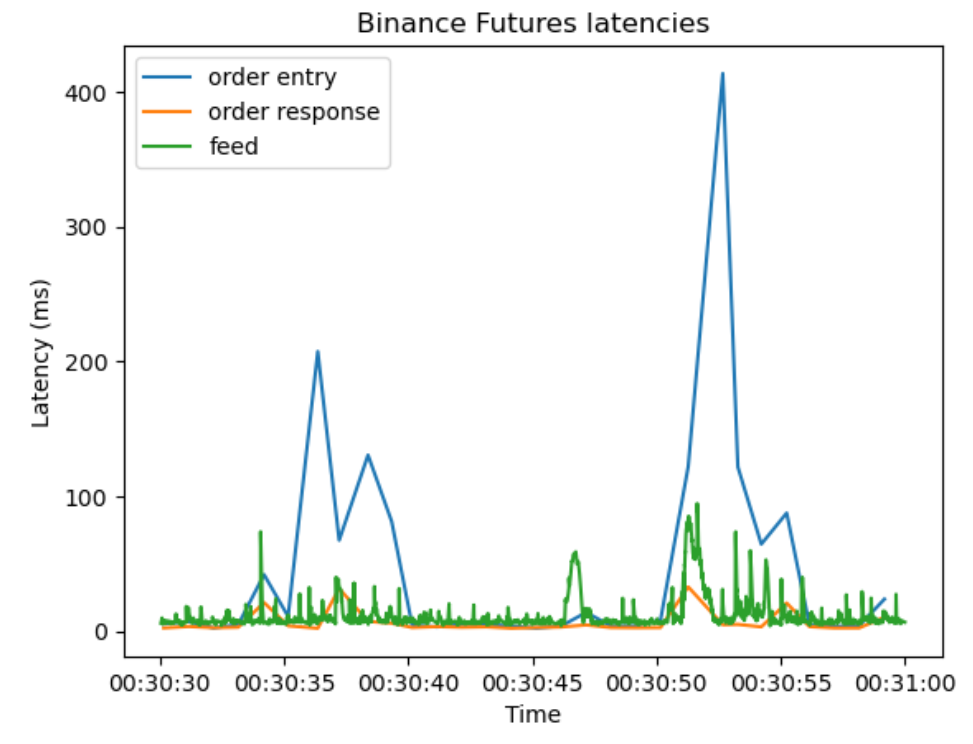 Binance Futures latencies
order entry
order response
feed
400
300
200
100
0
Latency (ms)
00:30:30 00:30:35 00:30:40 00:30:45 00:30:50 00:30:55 00:31:00
Time